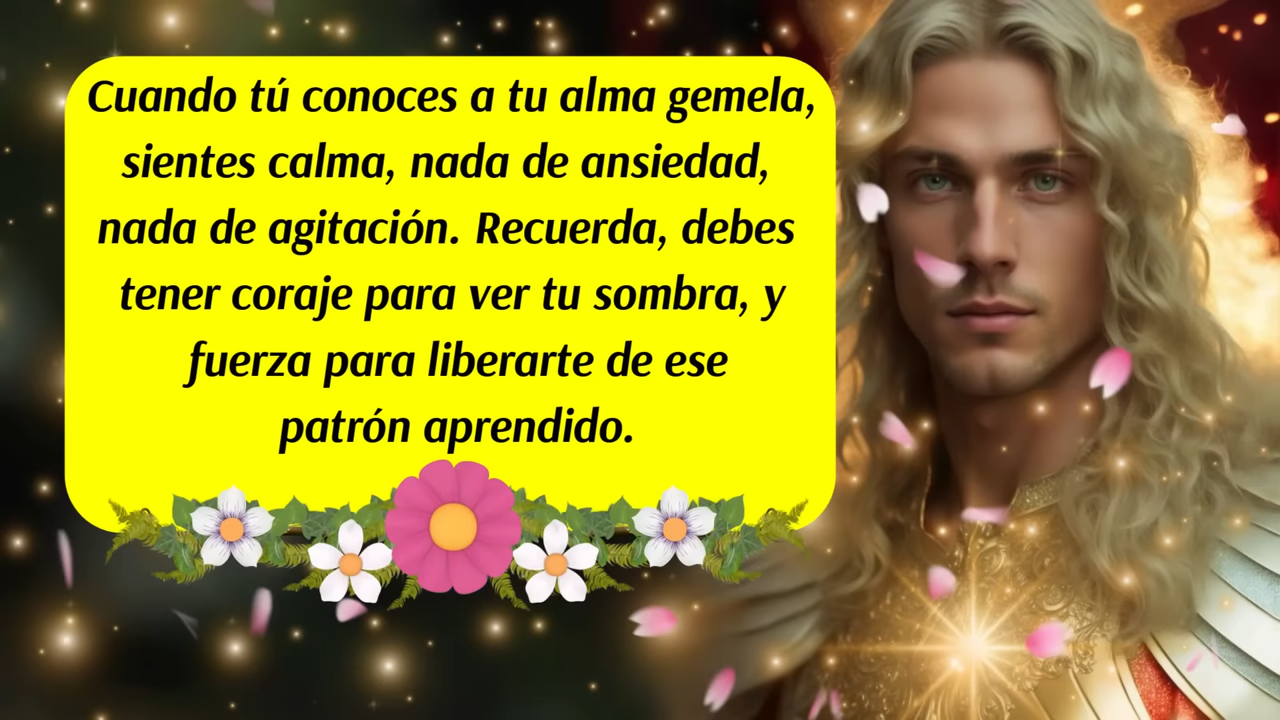 Cuando tú conoces a tu alma gemela,
sientes calma, nada de ansiedad,
nada de agitación. Recuerda, debes
tener coraje para ver tu sombra, y
fuerza para liberarte de ese
patrón aprendido.